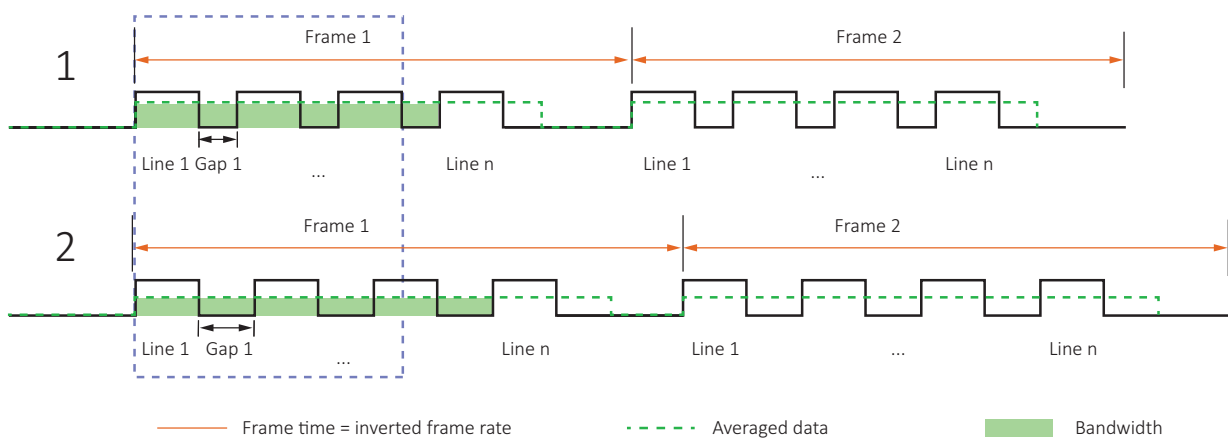 Frame 1 Frame 2
1
Line 1 Gap 1 ... Line n Line 1 ... Line n
Frame 1 Frame 2
2
Line 1 Gap 1 ... Line n Line 1 ... Line n
Frame time = inverted frame rate Averaged data Bandwidth